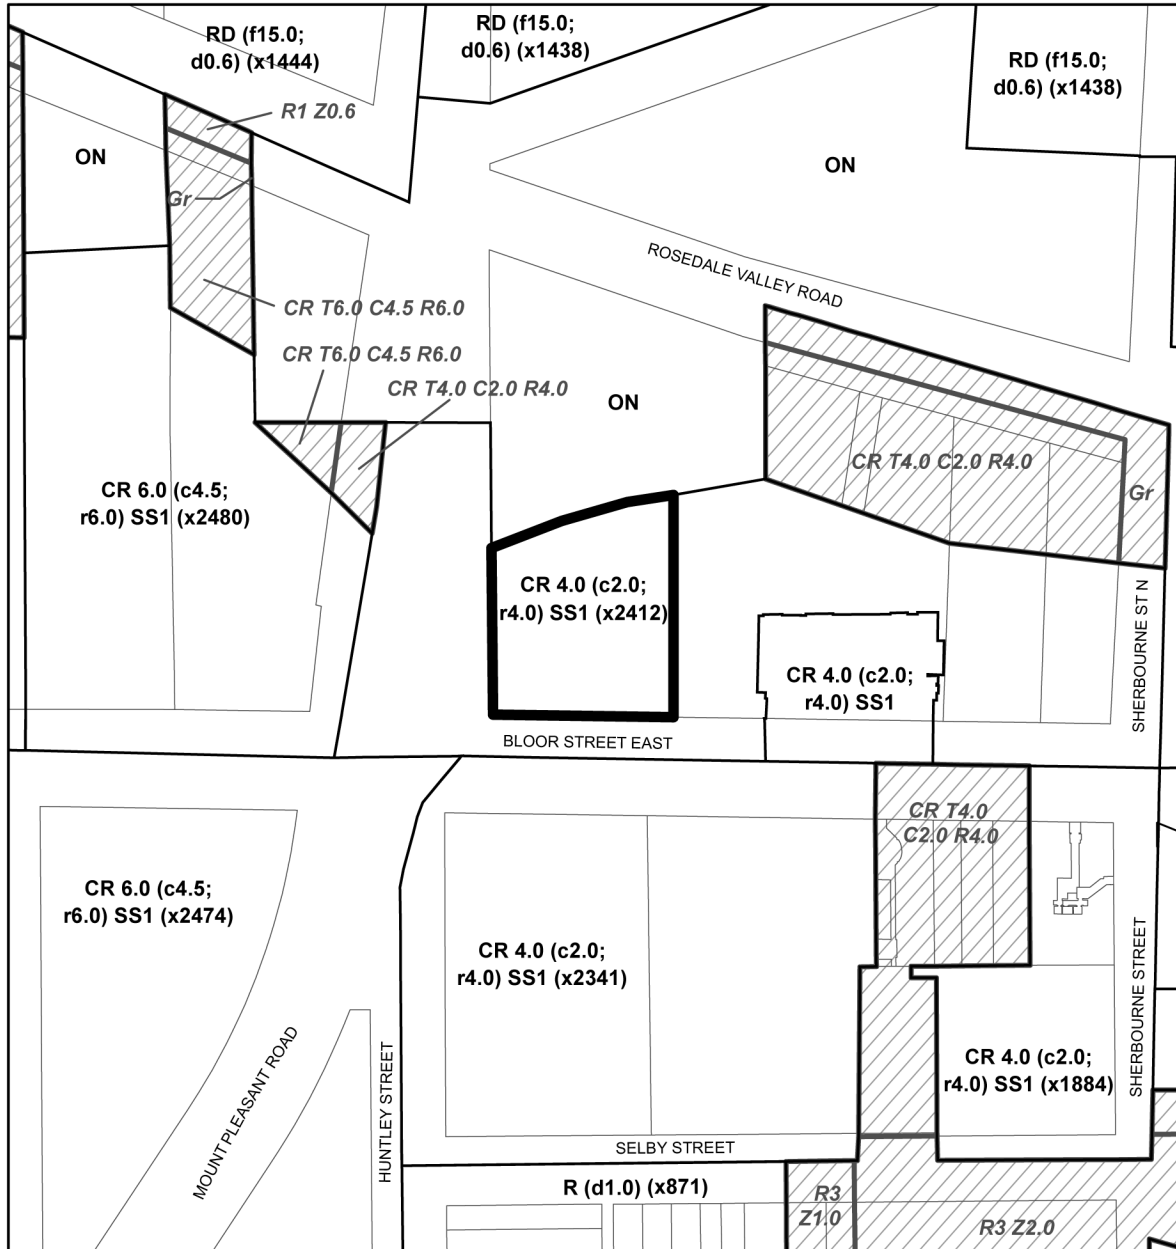 RD (f15.0;
d0.6) (x1444)
RD (f15.0;
d0.6) (x1438)
RD (f15.0;
d0.6) (x1438)
R1 Z0.6
ON
ON
Gr
ROSEDALE VALLEY ROAD
CR T6.0 C4.5 R6.0
CR T6.0 C4.5 R6.0
CR T4.0 C2.0 R4.0
ON
CR T4.0 C2.0 R4.0
Gr
CR 6.0 (c4.5;
r6.0) SS1 (x2480)
CR 4.0 (c2.0;
r4.0) SS1 (x2412)
CR 4.0 (c2.0;
r4.0) SS1
SHERBOURNE ST N
BLOOR STREET EAST
CR T4.0
C2.0 R4.0
CR 6.0 (c4.5;
r6.0) SS1 (x2474)
CR 4.0 (c2.0;
r4.0) SS1 (x2341)
SHERBOURNE STREET
CR 4.0 (c2.0;
r4.0) SS1 (x1884)
MOUNT PLEASANT ROAD
HUNTLEY STREET
SELBY STREET
R (d1.0) (x871)
R3
Z1.0
R3 Z2.0